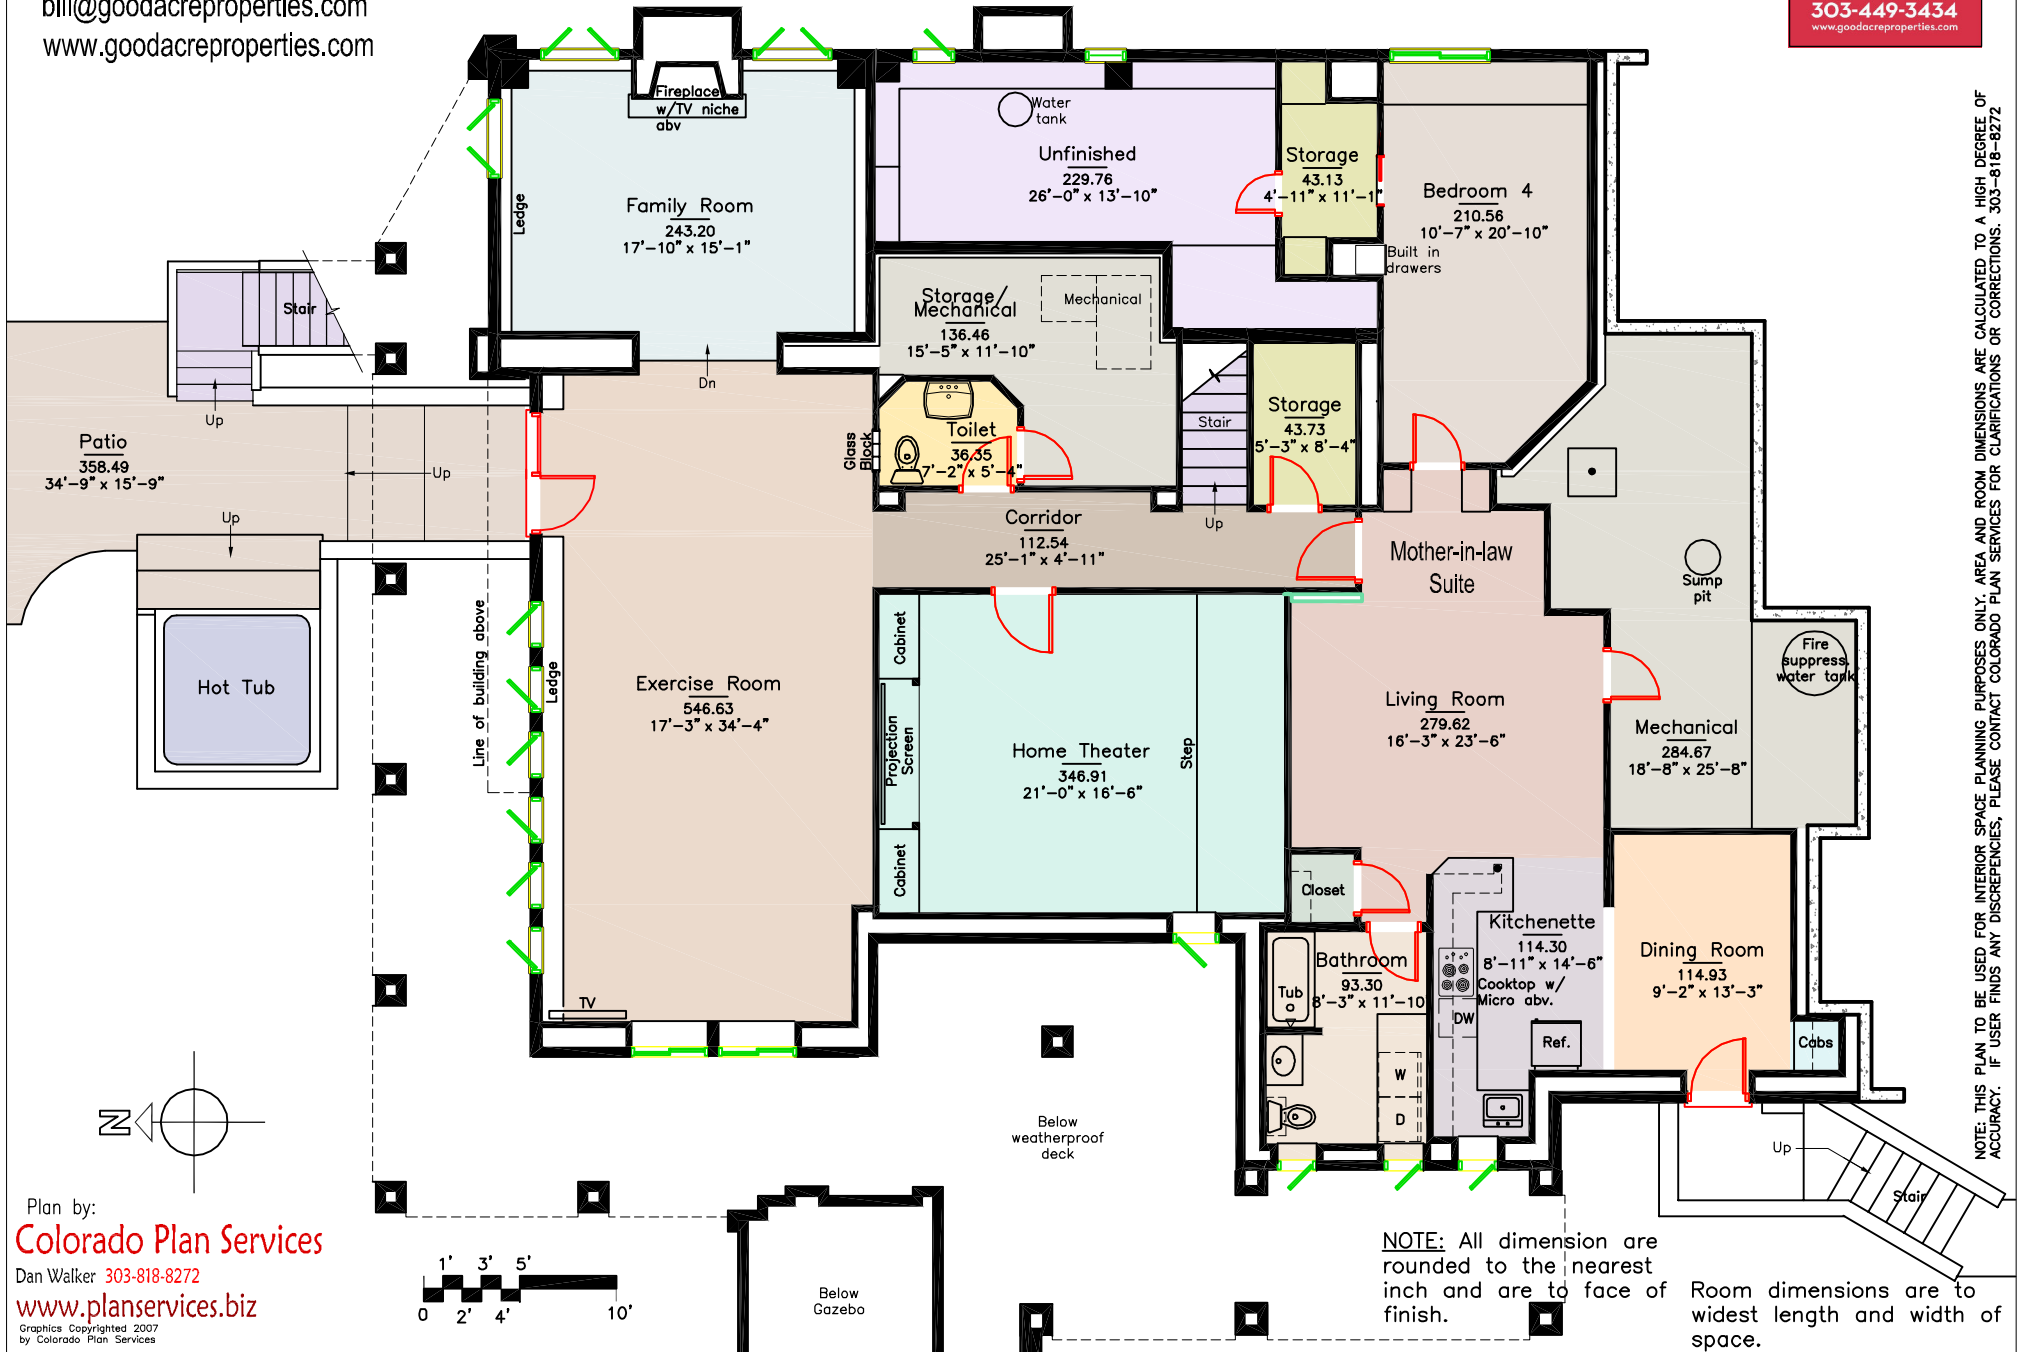 bill@goodacreproperties.com
www.goodacreproperties.com
303-449-3434
www.goodacreproperties.com
Fireplace
w/TV niche
abv
Water
tank
Ledge
Family Room
243.20
17'-10" x 15'-1"
Unfinished
229.76
26'-0" x 13'-10"
Storage
43.13
4'-11" x 11'-1"
Bedroom 4
210.56
10'-7" x 20'-10"
Built in
drawers
Stair
Up
Storage/
Mechanical
136.46
15'-5" x 11'-10"
Mechanical
Dn
Patio
358.49
34'-9" x 15'-9"
Up
Up
Glass
Block
Toilet
36.35
7'-2" x 5'-4"
Stair
Up
Storage
43.73
5'-3" x 8'-4"
Corridor
112.54
25'-1" x 4'-11"
Mother-in-law
Suite
Sump
pit
Fire
suppress.
water tank
Hot Tub
Line of building above
Ledge
Exercise Room
546.63
17'-3" x 34'-4"
TV
Cabinet
Projection
Screen
Cabinet
Home Theater
346.91
21'-0" x 16'-6"
Step
Living Room
279.62
16'-3" x 23'-6"
Mechanical
284.67
18'-8" x 25'-8"
Closet
Kitchenette
114.30
8'-11" x 14'-6"
Cooktop w/
Micro abv.
DW
Ref.
Dining Room
114.93
9'-2" x 13'-3"
Cabs
Bathroom
93.30
8'-3" x 11'-10
Tub
W
D
Up
Stair
Below
weatherproof
deck
Below
Gazebo
N
Plan by:
Colorado Plan Services
Dan Walker 303-818-8272
www.planservices.biz
Graphics Copyrighted 2007
by Colorado Plan Services
1' 3' 5'
0 2' 4' 10'
NOTE: All dimension are
rounded to the nearest
inch and are to face of
finish.
Room dimensions are to
widest length and width of
space.
NOTE: THIS PLAN TO BE USED FOR INTERIOR SPACE PLANNING PURPOSES ONLY. AREA AND ROOM DIMENSIONS ARE CALCULATED TO A HIGH DEGREE OF
ACCURACY. IF USER FINDS ANY DISCREPENCIES, PLEASE CONTACT COLORADO PLAN SERVICES FOR CLARIFICATIONS OR CORRECTIONS. 303-818-8272